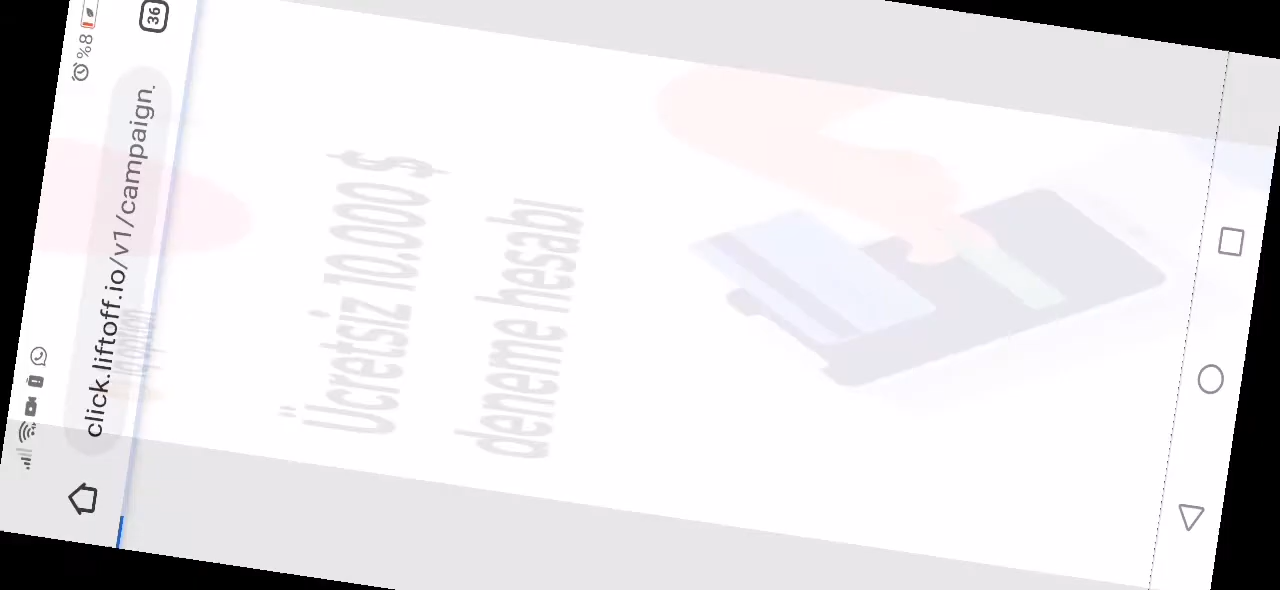 %8
click.liftoff.io/v1/campaign.
36
Ücretsiz 10.000 $
deneme hesabı